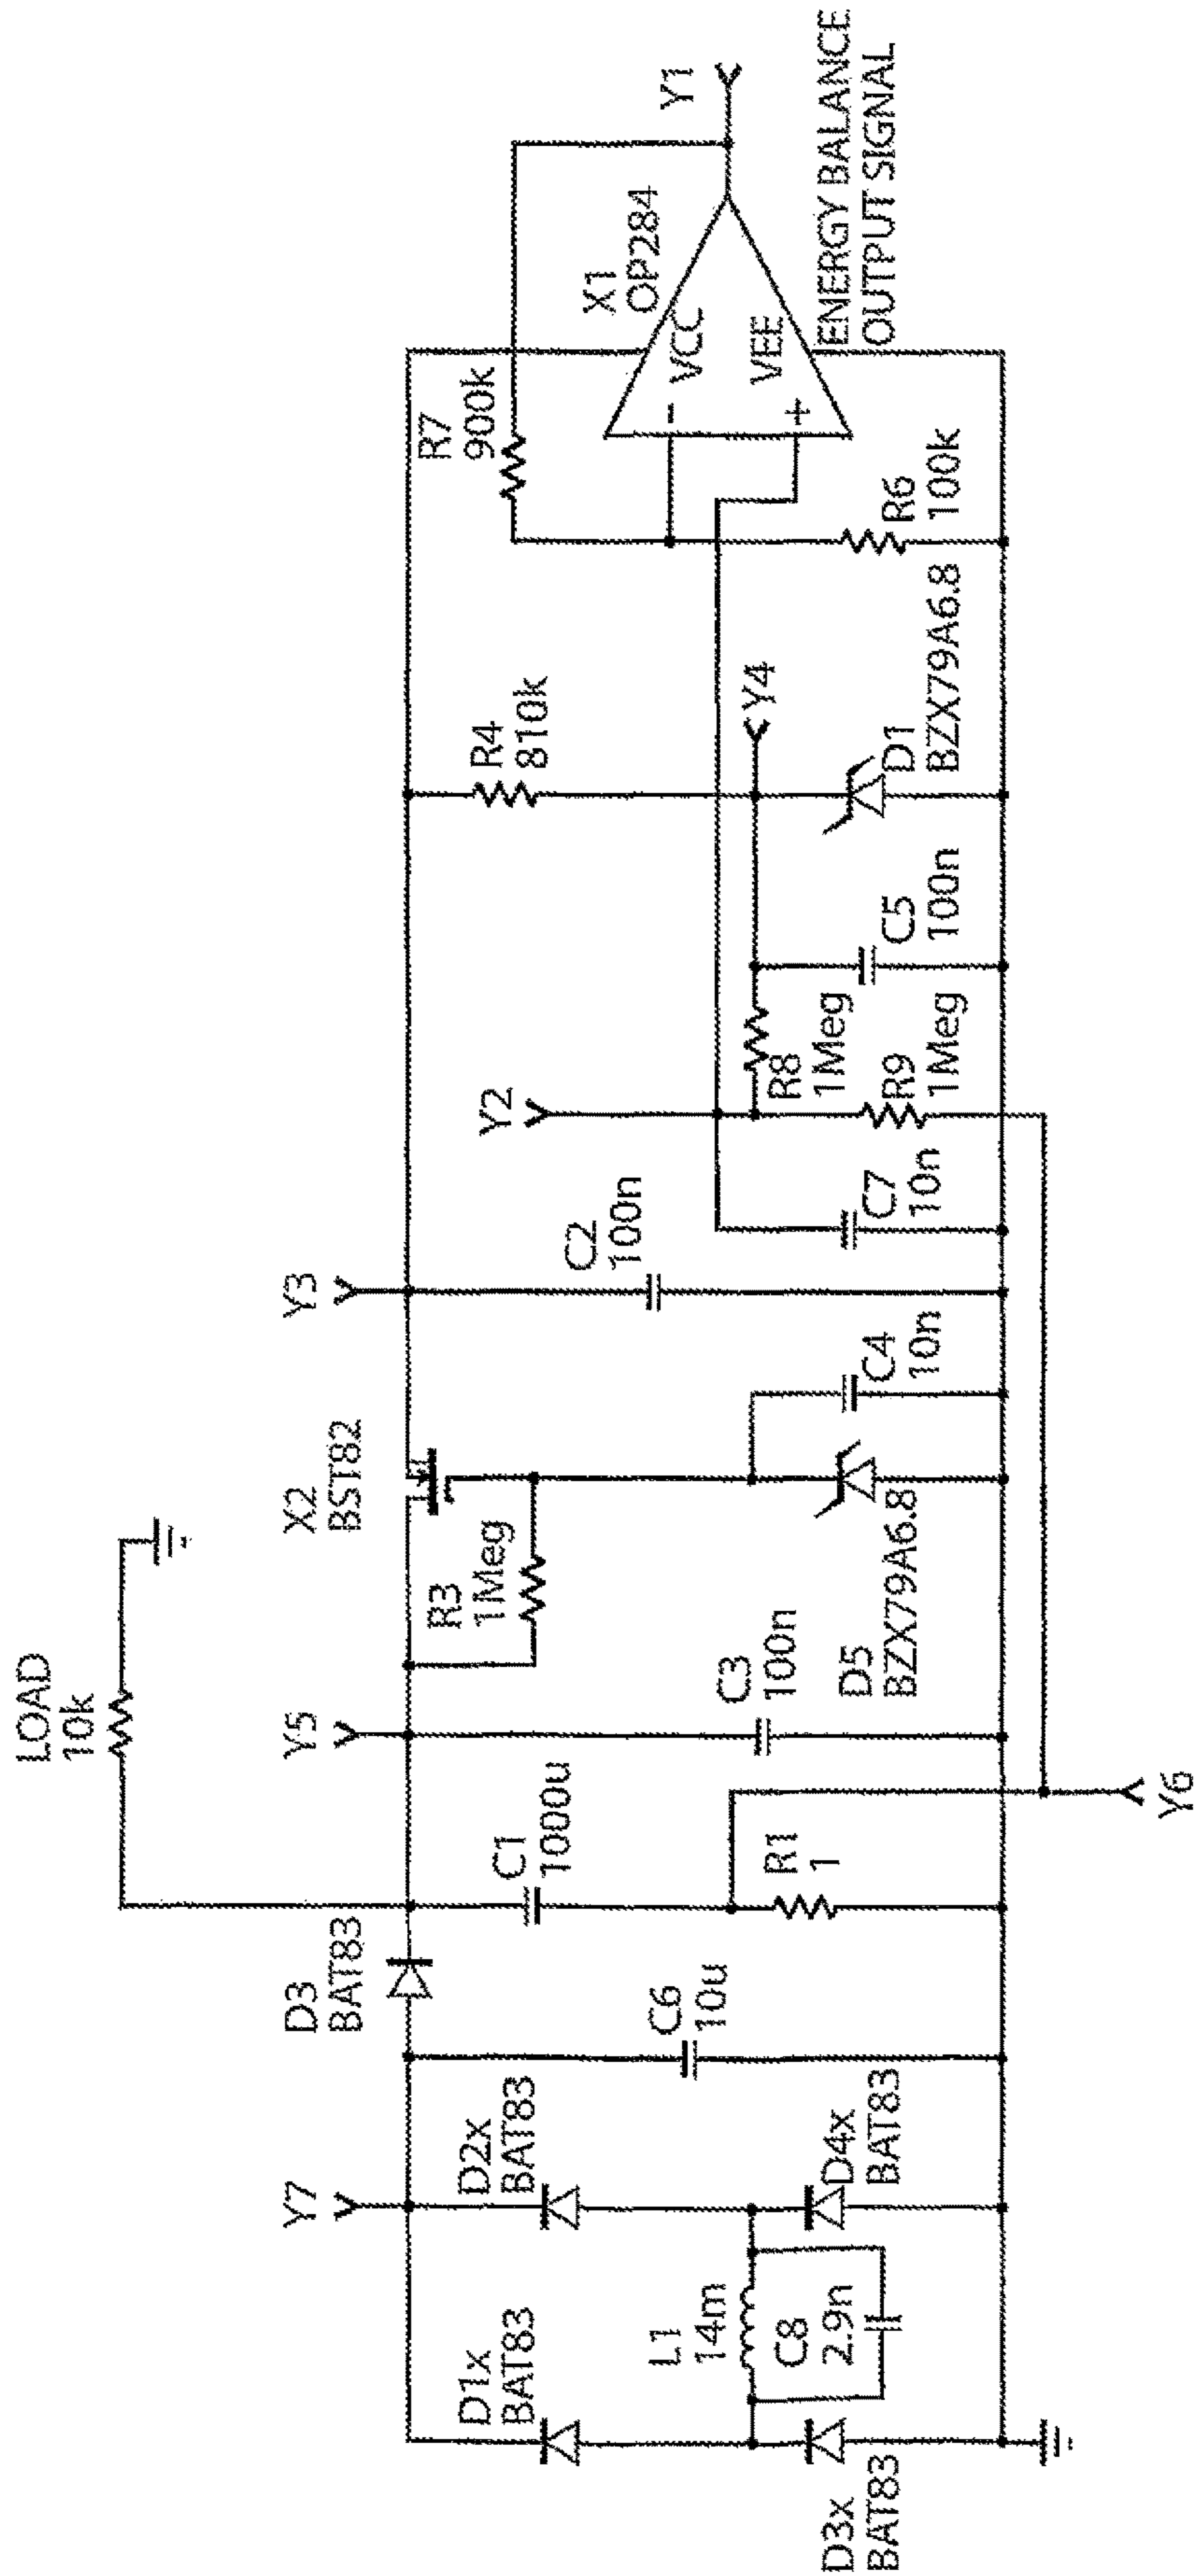 LOAD
10k
Y7
D3
BAT83
Y5
X2
BST82
Y3
D1x
BAT83
D2x
BAT83
C1
1000u
R3
1Meg
C2
100n
Y2
R4
810k
R7
900k
X1
OP284
Y1
L1
14m
C6
10u
C3
100n
R8
1Meg
Y4
-
VCC
C8
2.9n
R1
1
VEE
+
D3x
BAT83
D4x
BAT83
D5
BZX79A6.8
C4
10n
C7
10n
R9
1Meg
C5
100n
D1
BZX79A6.8
R6
100k
ENERGY BALANCE
OUTPUT SIGNAL
Y6